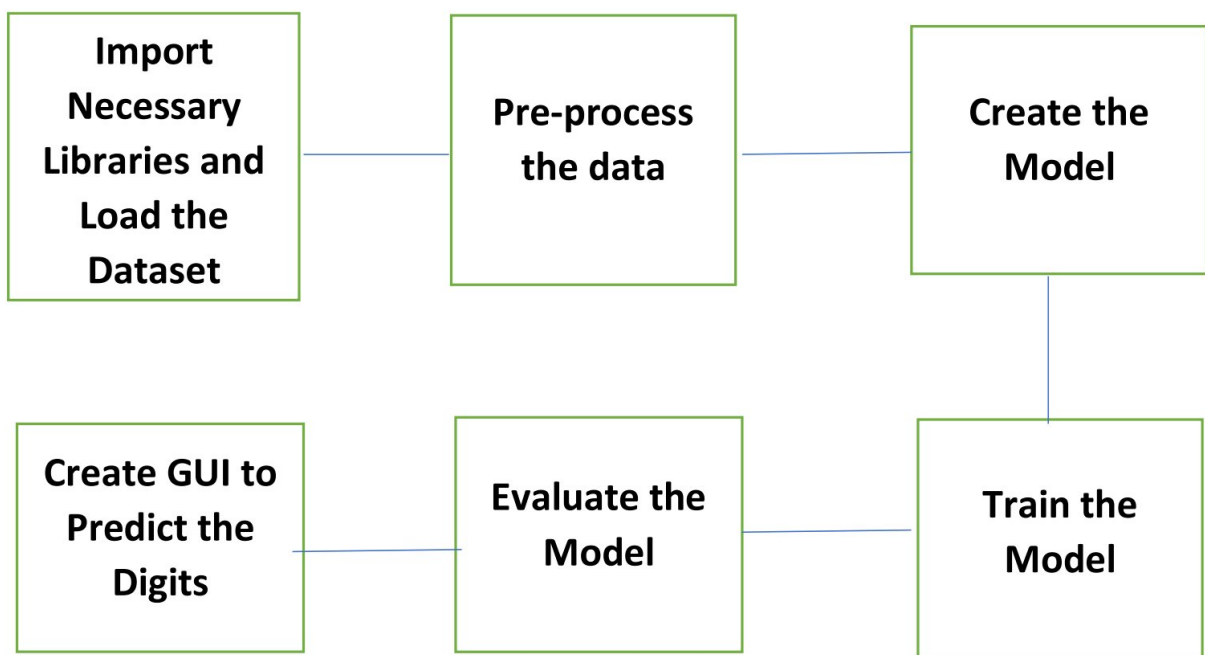 Import
Necessary
Libraries and
Load the
Dataset
Pre-process
the data
Create the
Model
Create GUI to
Predict the
Digits
Evaluate the
Model
Train the
Model